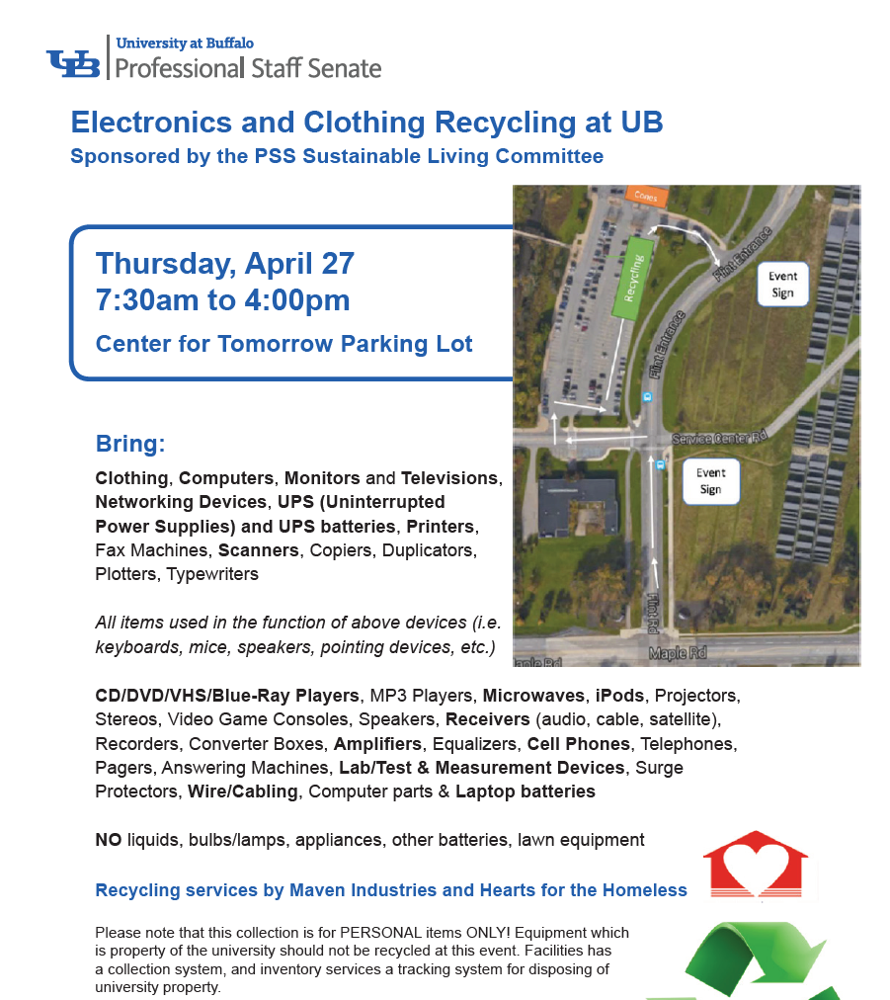 UB
University at Buffalo
Professional Staff Senate
Electronics and Clothing Recycling at UB
Sponsored by the PSS Sustainable Living Committee
Thursday, April 27
7:30am to 4:00pm
Center for Tomorrow Parking Lot
Cones
Recycling
Flint Entrance
Event
Sign
Flint Entrance
Service Center Rd
Event
Sign
Flint Rd
Maple Rd
aple Rd
Bring:
Clothing, Computers, Monitors and Televisions,
Networking Devices, UPS (Uninterrupted
Power Supplies) and UPS batteries, Printers,
Fax Machines, Scanners, Copiers, Duplicators,
Plotters, Typewriters
All items used in the function of above devices (i.e.
keyboards, mice, speakers, pointing devices, etc.)
CD/DVD/VHS/Blue-Ray Players, MP3 Players, Microwaves, iPods, Projectors,
Stereos, Video Game Consoles, Speakers, Receivers (audio, cable, satellite),
Recorders, Converter Boxes, Amplifiers, Equalizers, Cell Phones, Telephones,
Pagers, Answering Machines, Lab/Test & Measurement Devices, Surge
Protectors, Wire/Cabling, Computer parts & Laptop batteries
NO liquids, bulbs/lamps, appliances, other batteries, lawn equipment
Recycling services by Maven Industries and Hearts for the Homeless
Please note that this collection is for PERSONAL items ONLY! Equipment which
is property of the university should not be recycled at this event. Facilities has
a collection system, and inventory services a tracking system for disposing of
university property.